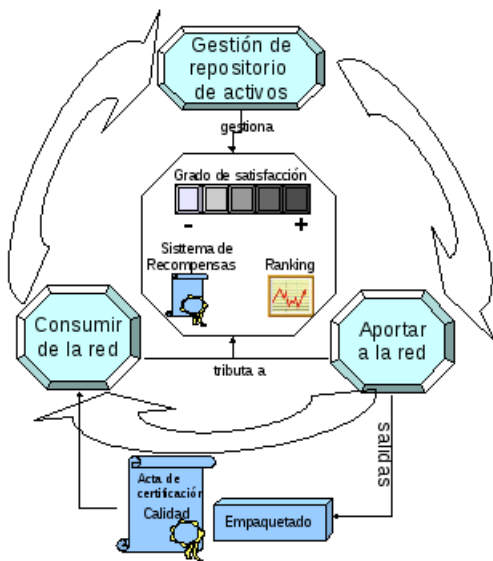 Gestión de
repositorio
de activos
gestiona
Grado de satisfacción
- +
Sisttema de
Recompensas
Ranking
Consumir
de la red
Aportar
a la red
tributa a
salidas
Acta de
certificación
Calidad
Empaquetado